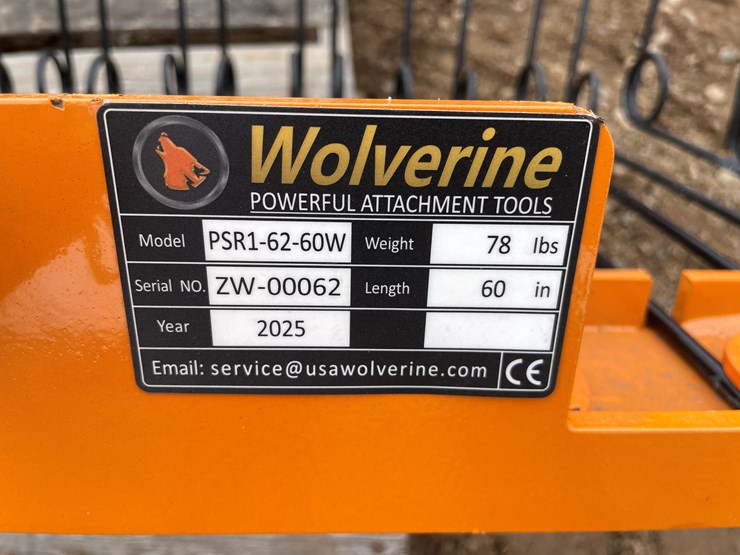 Wolverine
POWERFUL ATTACHMENT TOOLS
Model PSR1-62-60W Weight 78 lbs
Serial NO. ZW-00062 Length 60 in
Year 2025
Email: service@usawolverine.com CE